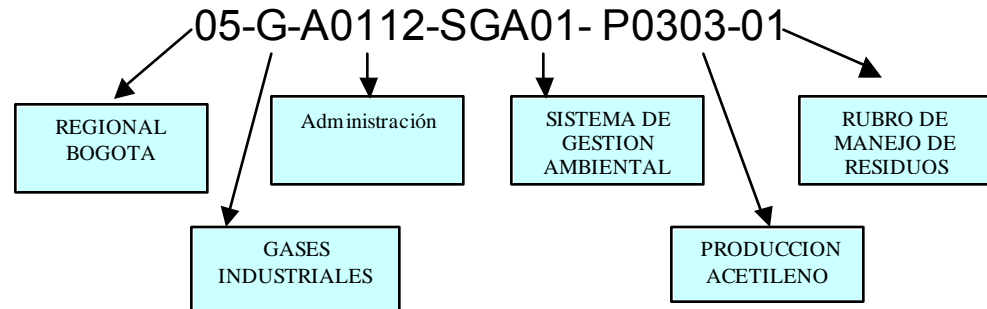 05-G-A0112-SGA01- P0303-01
REGIONAL
BOGOTA
Administración
SISTEMA DE
GESTION
AMBIENTAL
RUBRO DE
MANEJO DE
RESIDUOS
GASES
INDUSTRIALES
PRODUCCION
ACETILENO